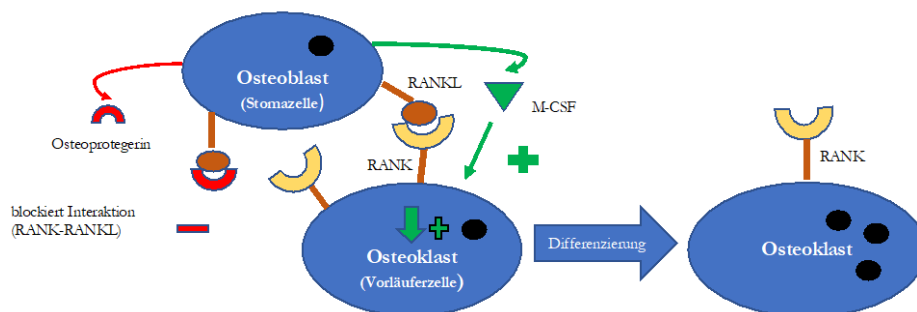 Osteoblast
(Stomazelle)
RANKL
M-CSF
Osteoprotegerin
RANK
RANK
blockiert Interaktion
(RANK-RANKL)
Osteoklast
(Vorläuferzelle)
Differenzierung
Osteoklast